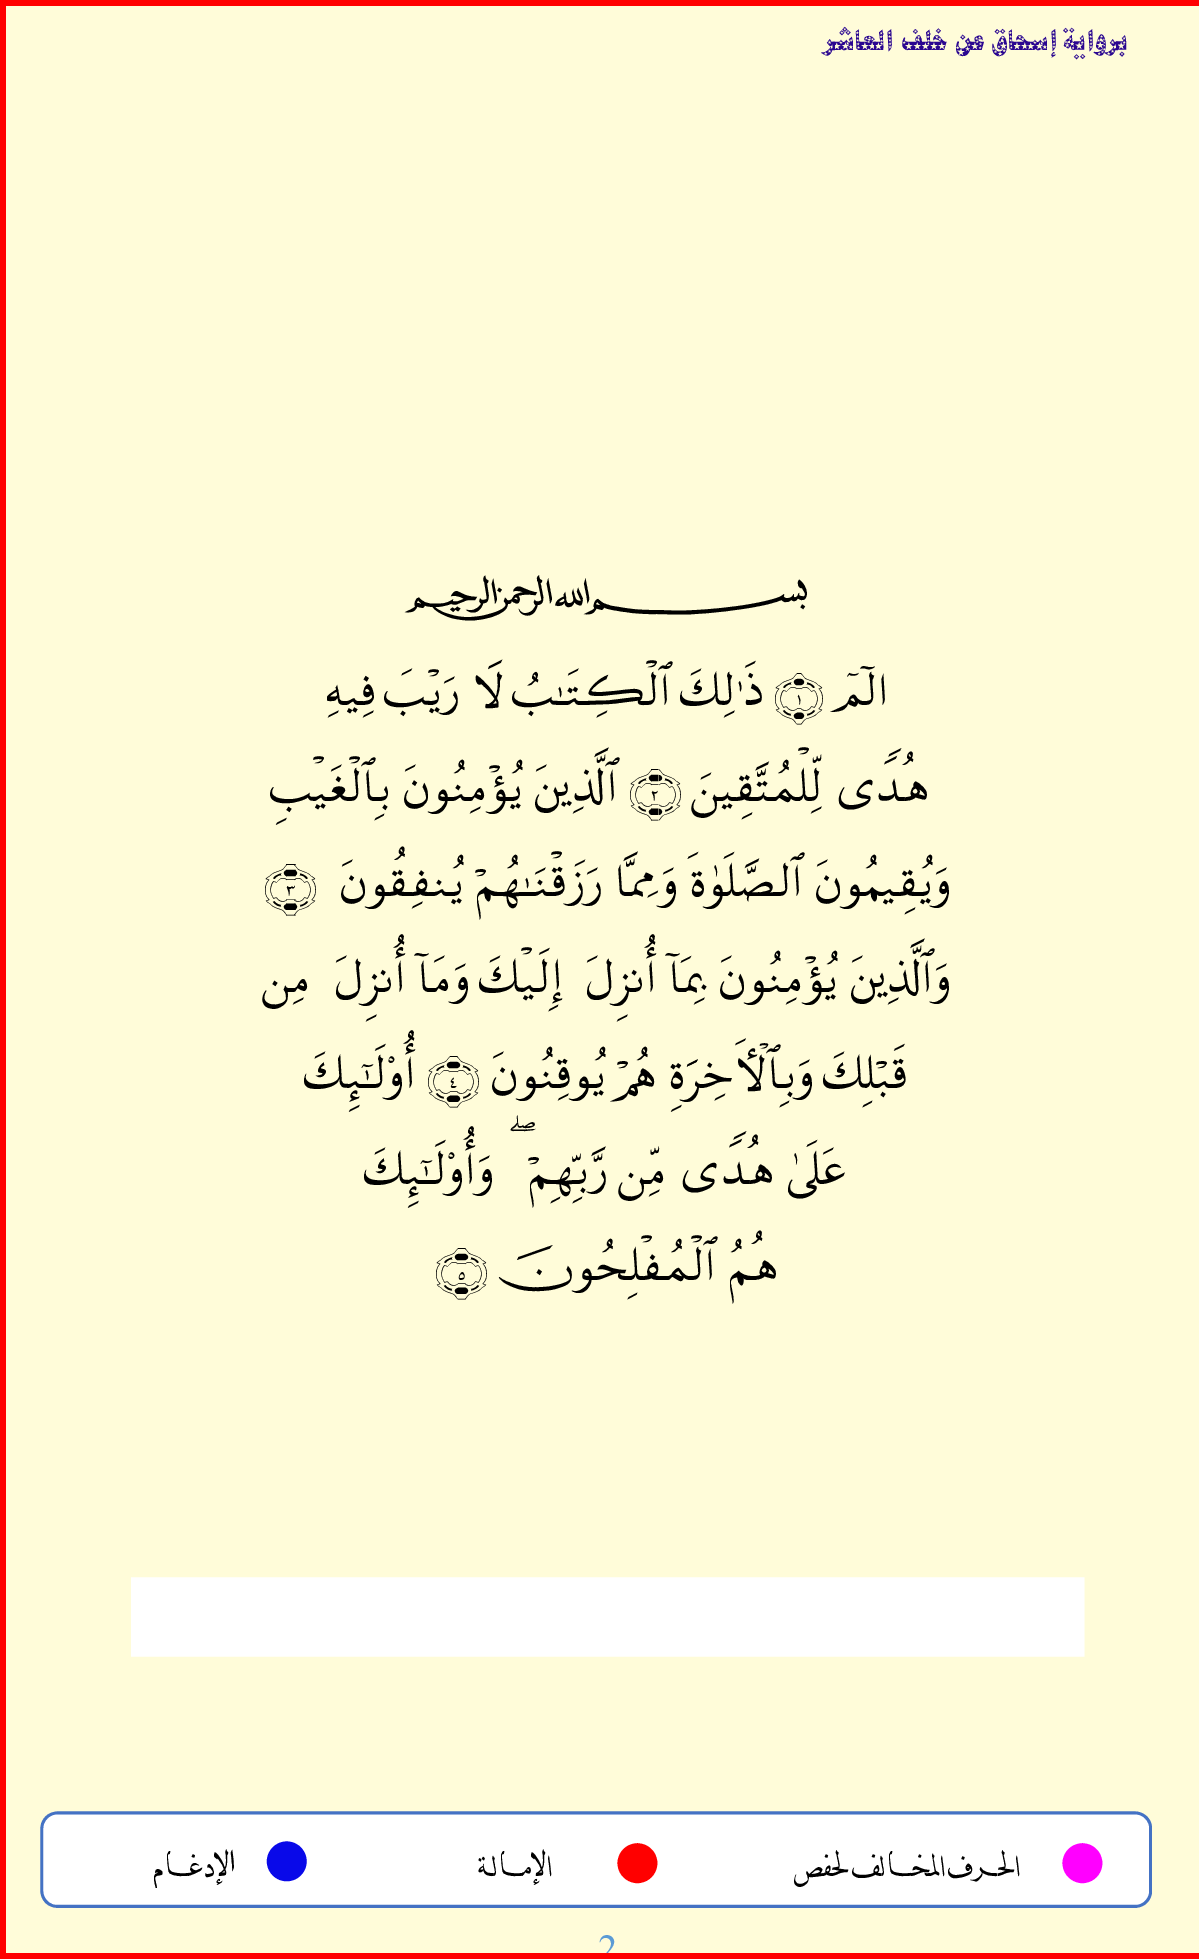 برواية إسحاق عن خلف العاشر
بسم الله الرحمن الرحيم
الٓمٓ ١ ذَٰلِكَ ٱلۡكِتَٰبُ لَا رَيۡبَ فِيهِ
هُدٗى لِّلۡمُتَّقِينَ ٢ ٱلَّذِينَ يُؤۡمِنُونَ بِٱلۡغَيۡبِ
وَيُقِيمُونَ ٱلصَّلَوٰةَ وَمِمَّا رَزَقۡنَٰهُمۡ يُنفِقُونَ ٣
وَٱلَّذِينَ يُؤۡمِنُونَ بِمَآ أُنزِلَ إِلَيۡكَ وَمَآ أُنزِلَ مِن
قَبۡلِكَ وَبِٱلۡأَخِرَةِ هُمۡ يُوقِنُونَ ٤ أُوْلَٰٓئِكَ
عَلَىٰ هُدٗى مِّن رَّبِّهِمۡۖ وَأُوْلَٰٓئِكَ
هُمُ ٱلۡمُفۡلِحُونَ ٥
الحرف المخالف لحفص الإمالة الإدغام
2